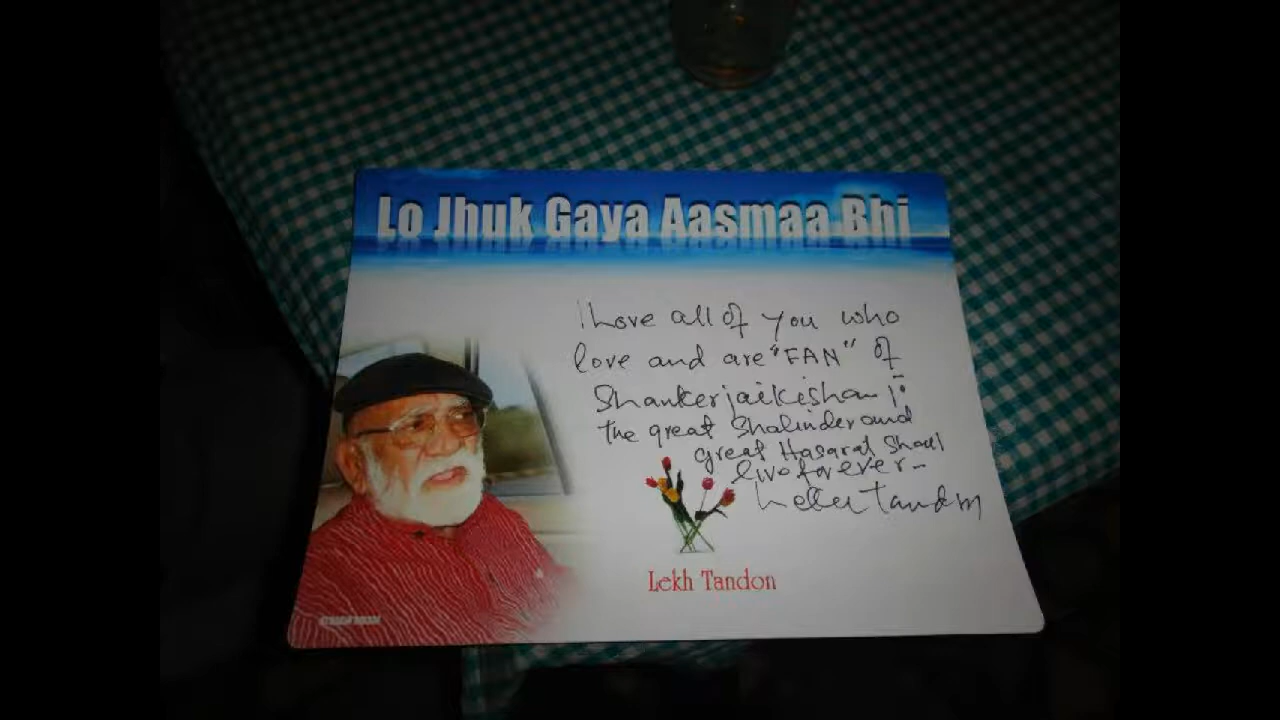 Lo Jhuk Gaya Aasmaa Bhi
I love all of you who
love and are "FAN" of
Shankerjaikishan ji
The great Shalinder and
great Hasarat Shall
live forever -
Lekh Tandon
Lekh Tandon